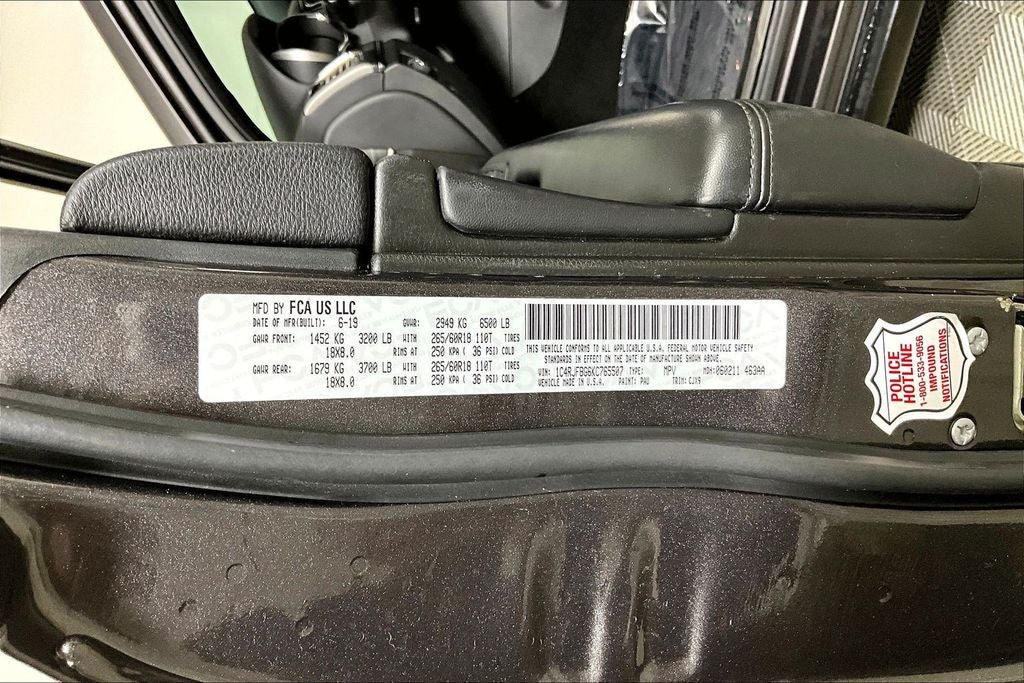 MFD BY FCA US LLC
DATE OF MFR(BUILT): 6-19 GVWR: 2949 KG 6500 LB
GAWR FRONT: 1452 KG 3200 LB WITH 265/60R18 110T TIRES
18X8.0 RIMS AT 250 KPA ( 36 PSI) COLD
GAWR REAR: 1679 KG 3700 LB WITH 265/60R18 110T TIRES
18X8.0 RIMS AT 250 KPA ( 36 PSI) COLD
THIS VEHICLE CONFORMS TO ALL APPLICABLE U.S.A. FEDERAL MOTOR VEHICLE SAFETY
STANDARDS IN EFFECT ON THE DATE OF MANUFACTURE SHOWN ABOVE.
VIN: 1C4RJFBG6KC765507 TYPE: MPV MDH: 060211 463AA
VEHICLE MADE IN U.S.A. PAINT: PAU TRIM: CJX9
POLICE
HOTLINE
1-800-533-9056
IMPOUND
NOTIFICATIONS